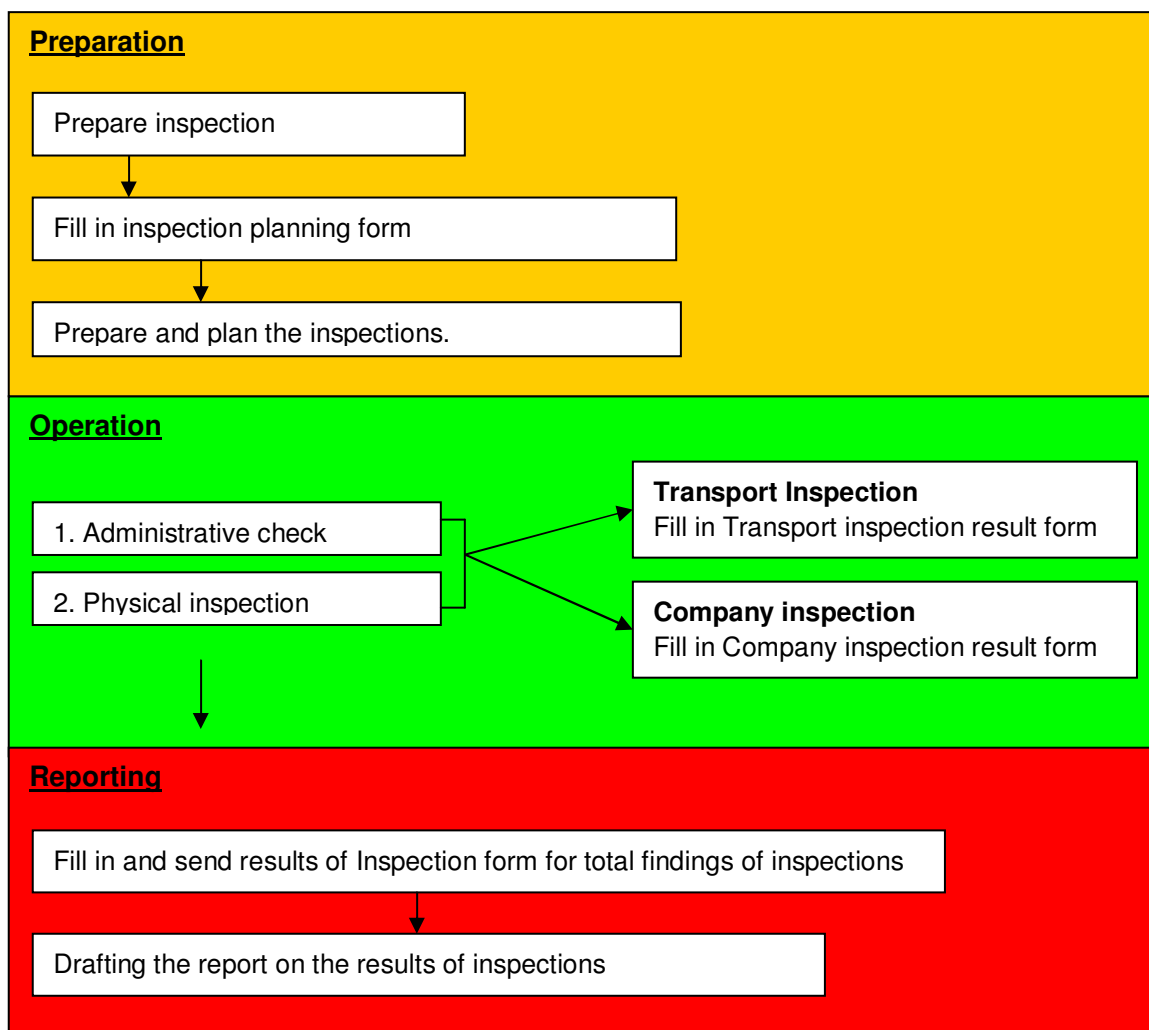 Preparation
Prepare inspection
Fill in inspection planning form
Prepare and plan the inspections.
Operation
1. Administrative check
2. Physical inspection
Transport Inspection
Fill in Transport inspection result form
Company inspection
Fill in Company inspection result form
Reporting
Fill in and send results of Inspection form for total findings of inspections
Drafting the report on the results of inspections